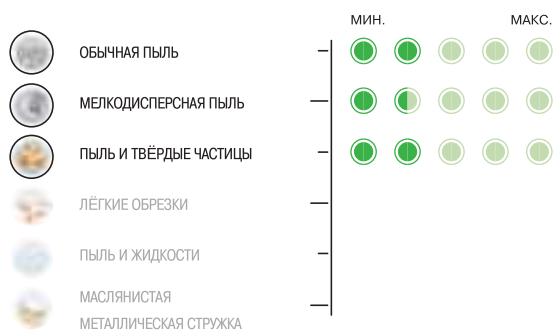 МИН. МАКС.
ОБЫЧНАЯ ПЫЛЬ
МЕЛКОДИСПЕРСНАЯ ПЫЛЬ
ПЫЛЬ И ТВЁРДЫЕ ЧАСТИЦЫ
ЛЁГКИЕ ОБРЕЗКИ
ПЫЛЬ И ЖИДКОСТИ
МАСЛЯНИСТАЯ
МЕТАЛЛИЧЕСКАЯ СТРУЖКА